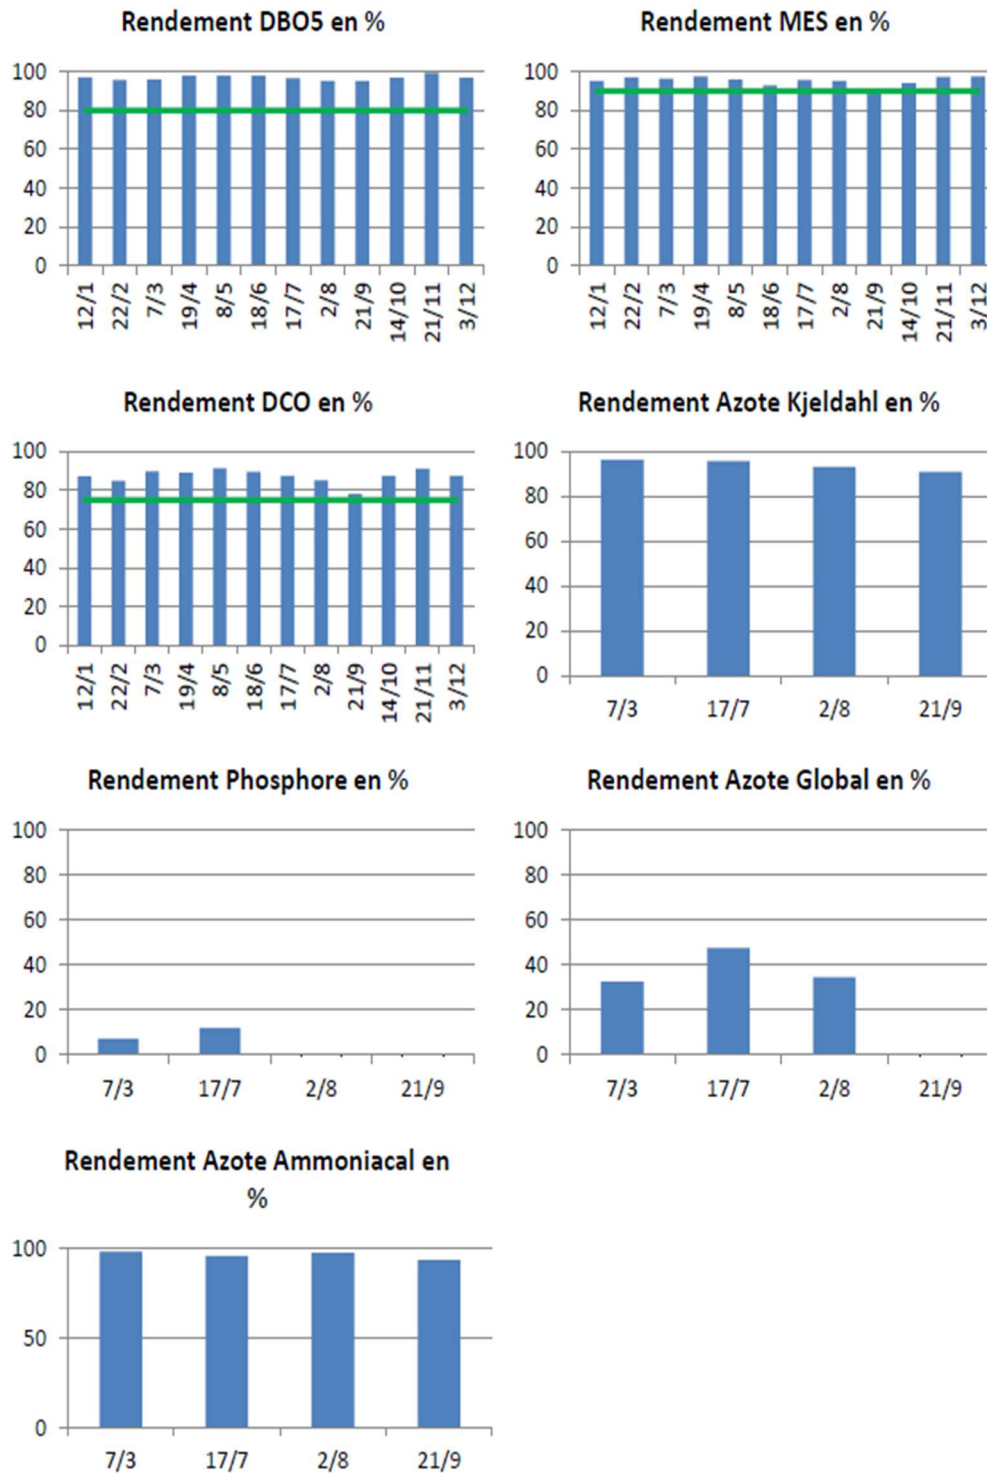 Rendement DBO5 en %
100
80
60
40
20
0
12/1 22/2 7/3 19/4 8/5 18/6 17/7 2/8 21/9 14/10 21/11 3/12
Rendement MES en %
100
80
60
40
20
0
12/1 22/2 7/3 19/4 8/5 18/6 17/7 2/8 21/9 14/10 21/11 3/12
Rendement DCO en %
100
80
60
40
20
0
12/1 22/2 7/3 19/4 8/5 18/6 17/7 2/8 21/9 14/10 21/11 3/12
Rendement Azote Kjeldahl en %
100
80
60
40
20
0
7/3 17/7 2/8 21/9
Rendement Phosphore en %
100
80
60
40
20
0
7/3 17/7 2/8 21/9
Rendement Azote Global en %
100
80
60
40
20
0
7/3 17/7 2/8 21/9
Rendement Azote Ammoniacal en
%
100
50
0
7/3 17/7 2/8 21/9